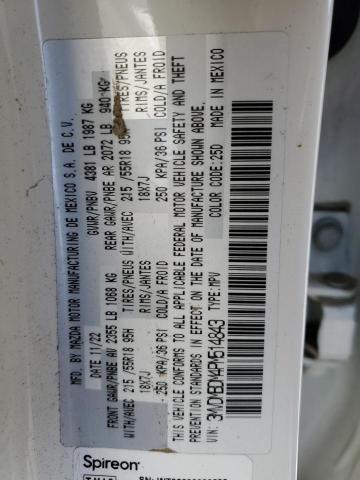 MFD. BY MAZDA MOTOR MANUFACTURING DE MEXICO S.A. DE C.V.
DATE: 11/22 GVWR/PNBV 4381 LB 1987 KG
FRONT GAWR/PNBE AV 2355 LB 1068 KG REAR GAWR/PNBE AR 2072 LB 940 KG
WITH/AVEC 215/55R18 95H TIRES/PNEUS WITH/AVEC 215/55R18 95H TIRES/PNEUS
18X7J RIMS/JANTES 18X7J RIMS/JANTES
250 KPA/36 PSI COLD/A FROID 250 KPA/36 PSI COLD/A FROID
THIS VEHICLE CONFORMS TO ALL APPLICABLE FEDERAL MOTOR VEHICLE SAFETY AND THEFT
PREVENTION STANDARDS IN EFFECT ON THE DATE OF MANUFACTURE SHOWN ABOVE.
VIN: TYPE: MPV COLOR CODE: 25D MADE IN MEXICO
Spireon